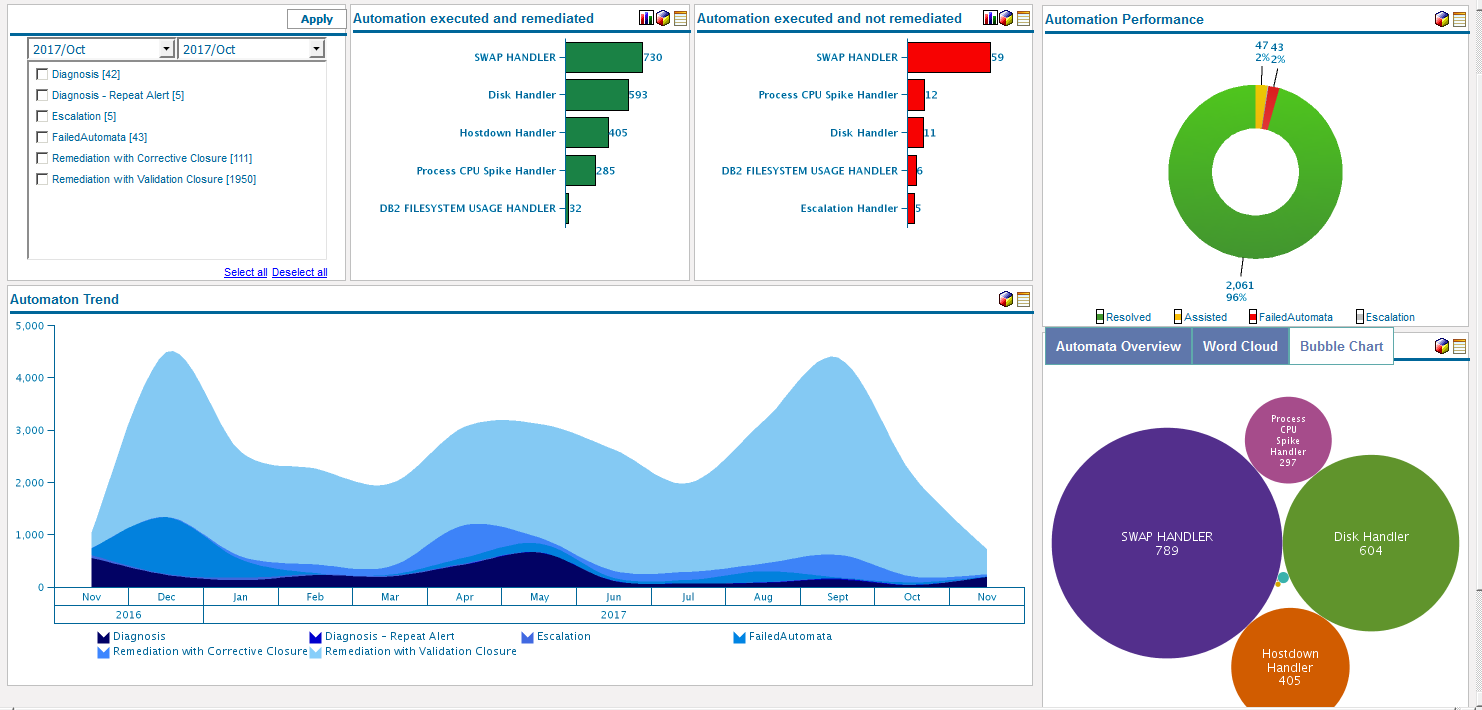 Apply
2017/Oct 2017/Oct
Diagnosis [42]
Diagnosis - Repeat Alert [5]
Escalation [5]
FailedAutomata [43]
Remediation with Corrective Closure [111]
Remediation with Validation Closure [1950]
Select all Deselect all
Automation executed and remediated
SWAP HANDLER 730
Disk Handler 593
Hostdown Handler 405
Process CPU Spike Handler 285
DB2 FILESYSTEM USAGE HANDLER 32
Automation executed and not remediated
SWAP HANDLER 59
Process CPU Spike Handler 12
Disk Handler 11
DB2 FILESYSTEM USAGE HANDLER 6
Escalation Handler 5
Automation Performance
47 43
2% 2%
2,061
96%
Resolved Assisted FailedAutomata Escalation
Automaton Trend
5,000
4,000
3,000
2,000
1,000
0
Nov Dec Jan Feb Mar Apr May Jun Jul Aug Sept Oct Nov
2016 2017
Diagnosis Diagnosis - Repeat Alert Escalation FailedAutomata
Remediation with Corrective Closure Remediation with Validation Closure
Automata Overview Word Cloud Bubble Chart
Process
CPU
Spike
Handler
297
SWAP HANDLER
789
Disk Handler
604
Hostdown
Handler
405